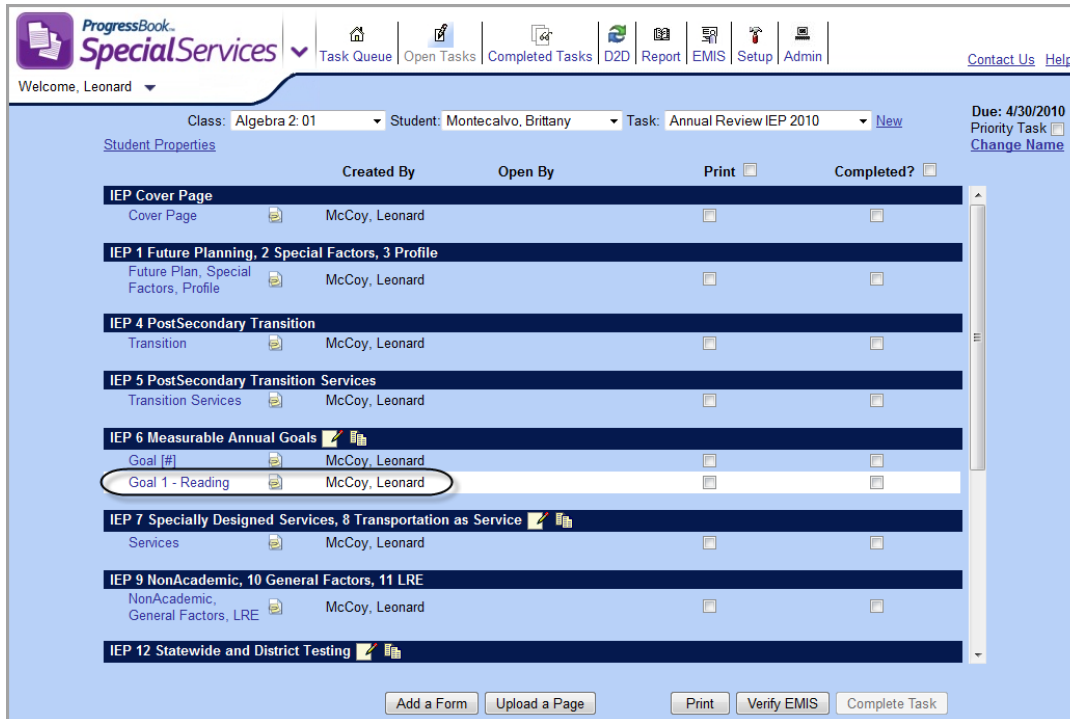 ProgressBook™
SpecialServices
Task Queue Open Tasks Completed Tasks D2D Report EMIS Setup Admin
Contact Us Help
Welcome, Leonard
Class: Algebra 2: 01 Student: Montecalvo, Brittany Task: Annual Review IEP 2010 New
Due: 4/30/2010
Priority Task
Change Name
Student Properties
Created By Open By Print Completed?
IEP Cover Page
Cover Page McCoy, Leonard
IEP 1 Future Planning, 2 Special Factors, 3 Profile
Future Plan, Special
Factors, Profile McCoy, Leonard
IEP 4 PostSecondary Transition
Transition McCoy, Leonard
IEP 5 PostSecondary Transition Services
Transition Services McCoy, Leonard
IEP 6 Measurable Annual Goals
Goal [#] McCoy, Leonard
Goal 1 - Reading McCoy, Leonard
IEP 7 Specially Designed Services, 8 Transportation as Service
Services McCoy, Leonard
IEP 9 NonAcademic, 10 General Factors, 11 LRE
NonAcademic,
General Factors, LRE McCoy, Leonard
IEP 12 Statewide and District Testing
Add a Form Upload a Page Print Verify EMIS Complete Task